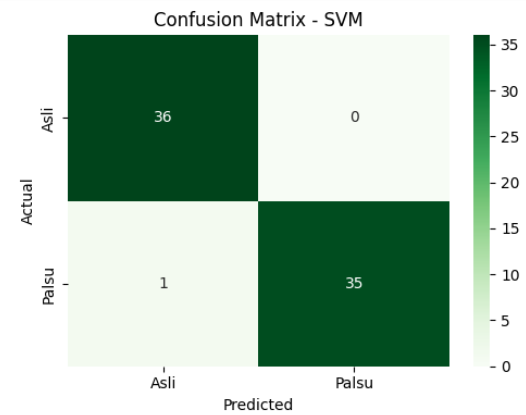 Confusion Matrix - SVM
35
30
25
20
15
10
5
0
Actual
Asli
Palsu
36
0
1
35
Asli
Palsu
Predicted